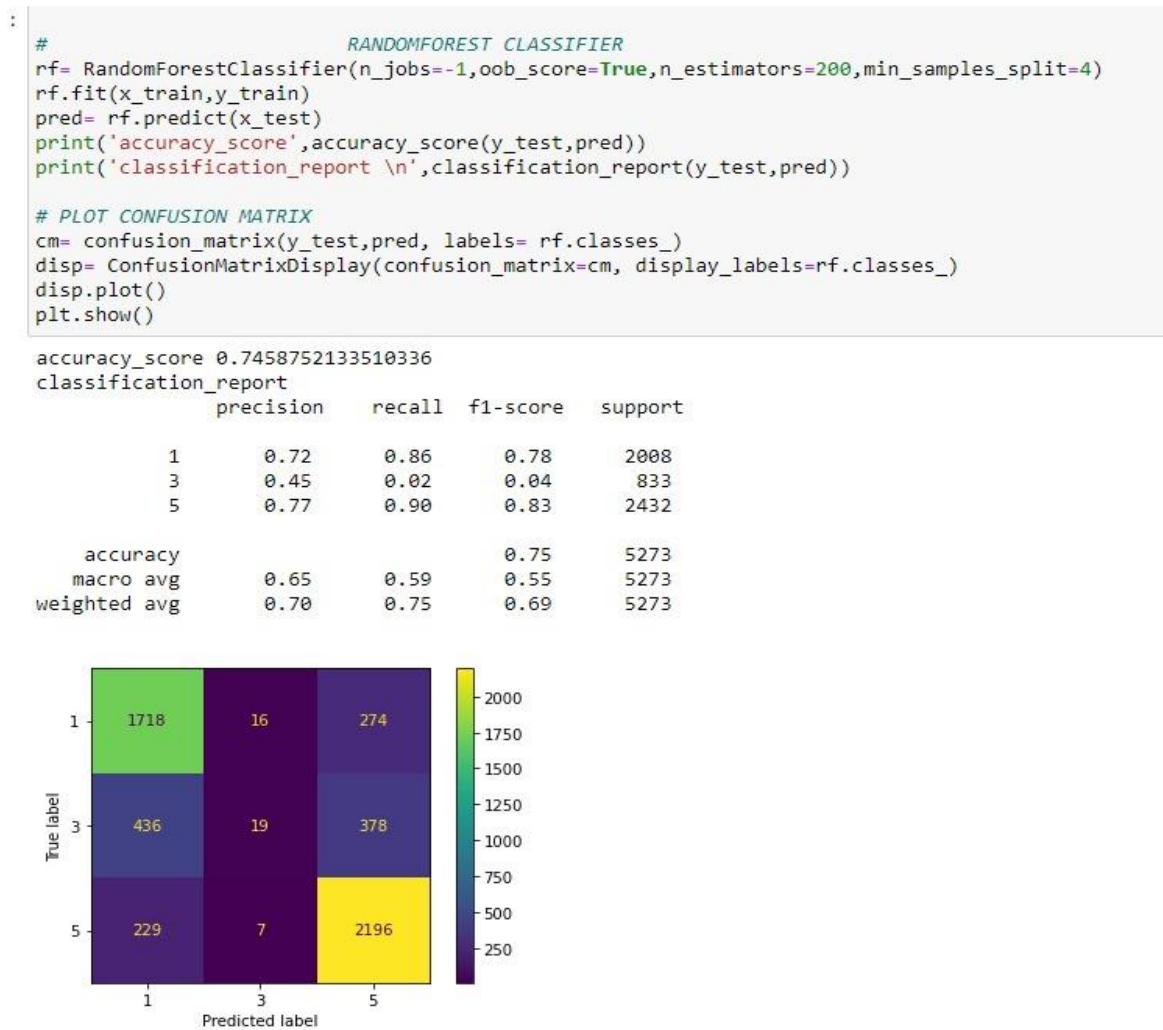 :
# RANDOMFOREST CLASSIFIER
rf= RandomForestClassifier(n_jobs=-1,oob_score=True,n_estimators=200,min_samples_split=4)
rf.fit(x_train,y_train)
pred= rf.predict(x_test)
print('accuracy_score',accuracy_score(y_test,pred))
print('classification_report \n',classification_report(y_test,pred))
# PLOT CONFUSION MATRIX
cm= confusion_matrix(y_test,pred, labels= rf.classes_)
disp= ConfusionMatrixDisplay(confusion_matrix=cm, display_labels=rf.classes_)
disp.plot()
plt.show()
accuracy_score 0.7458752133510336
classification_report
precision recall f1-score support
1 0.72 0.86 0.78 2008
3 0.45 0.02 0.04 833
5 0.77 0.90 0.83 2432
accuracy 0.75 5273
macro avg 0.65 0.59 0.55 5273
weighted avg 0.70 0.75 0.69 5273
1 1718 16 274
3 436 19 378
5 229 7 2196
1 3 5
True label
Predicted label
2000
1750
1500
1250
1000
750
500
250